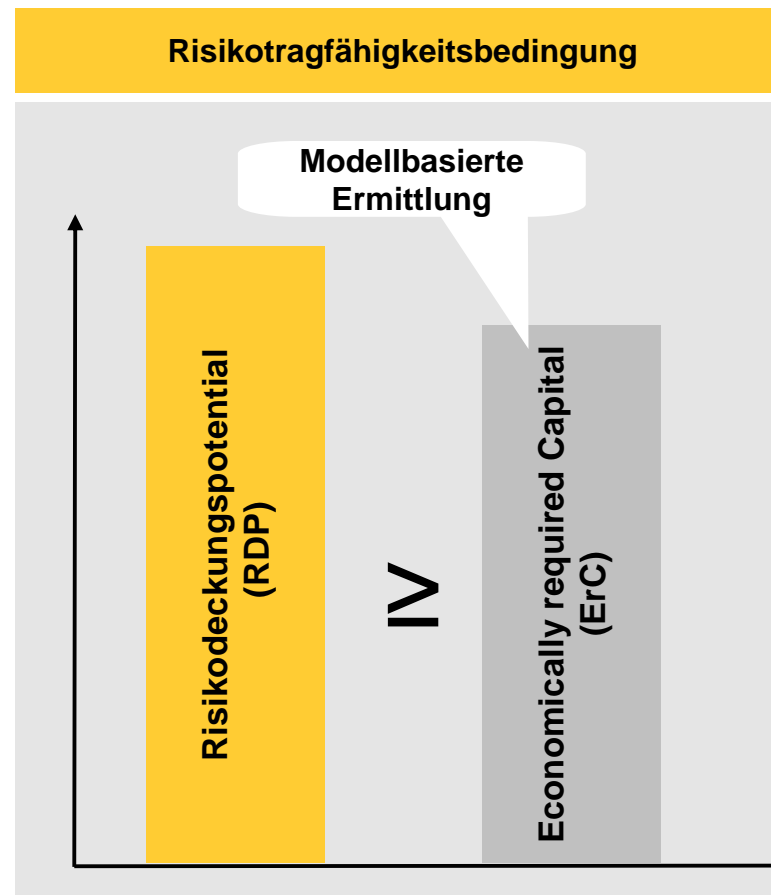 Risikotragfähigkeitsbedingung
Modellbasierte
Ermittlung
Risikodeckungspotential
(RDP)
≥
Economically required Capital
(ErC)